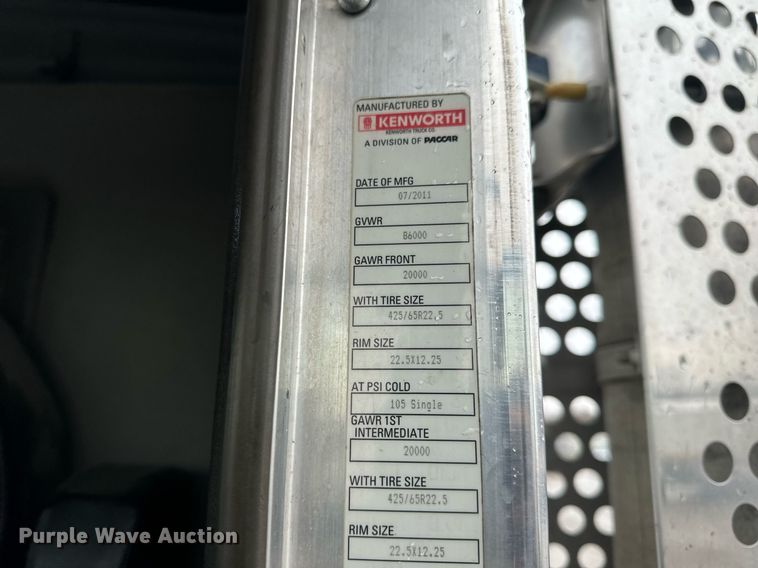 MANUFACTURED BY
KENWORTH
KENWORTH TRUCK CO.
A DIVISION OF PACCAR
DATE OF MFG
07/2011
GVWR
86000
GAWR FRONT
20000
WITH TIRE SIZE
425/65R22.5
RIM SIZE
22.5X12.25
AT PSI COLD
105 Single
GAWR 1ST
INTERMEDIATE
20000
WITH TIRE SIZE
425/65R22.5
RIM SIZE
22.5X12.25
Purple Wave Auction®